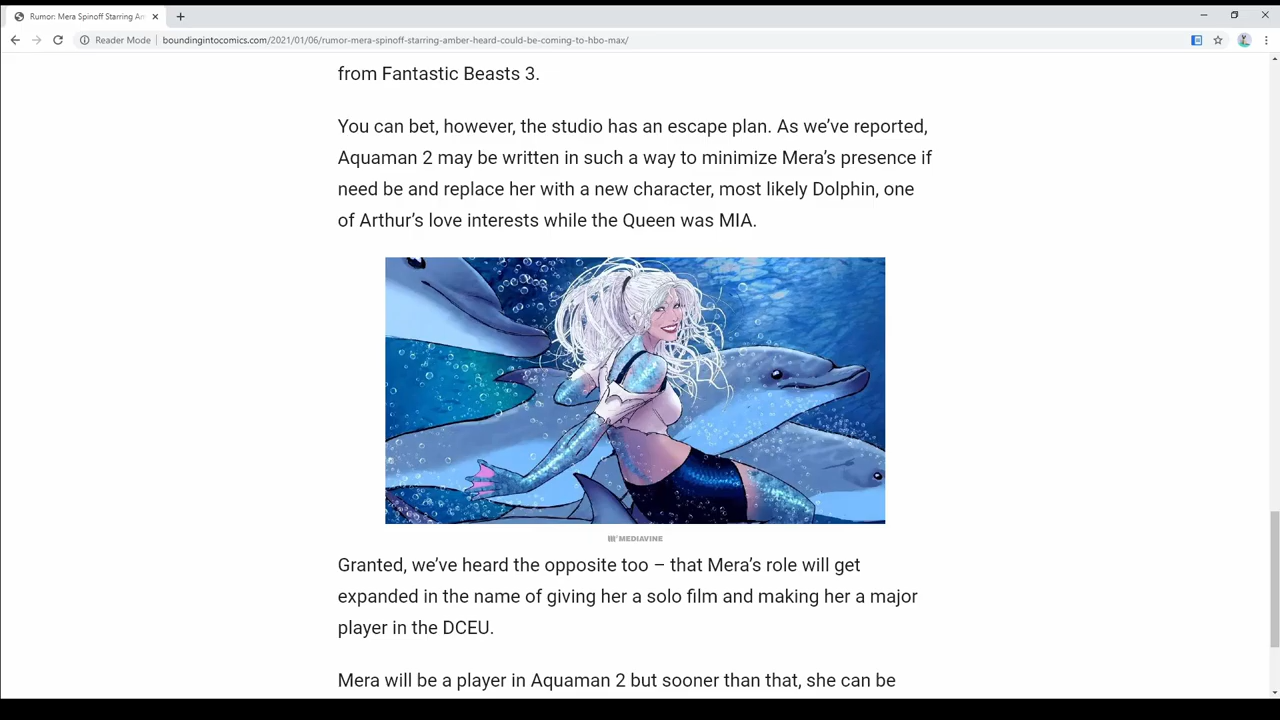 Rumor: Mera Spinoff Starring Am
Reader Mode
boundingintocomics.com/2021/01/06/rumor-mera-spinoff-starring-amber-heard-could-be-coming-to-hbo-max/
from Fantastic Beasts 3.
You can bet, however, the studio has an escape plan. As we’ve reported,
Aquaman 2 may be written in such a way to minimize Mera’s presence if
need be and replace her with a new character, most likely Dolphin, one
of Arthur’s love interests while the Queen was MIA.
MEDIAVINE
Granted, we’ve heard the opposite too – that Mera’s role will get
expanded in the name of giving her a solo film and making her a major
player in the DCEU.
Mera will be a player in Aquaman 2 but sooner than that, she can be